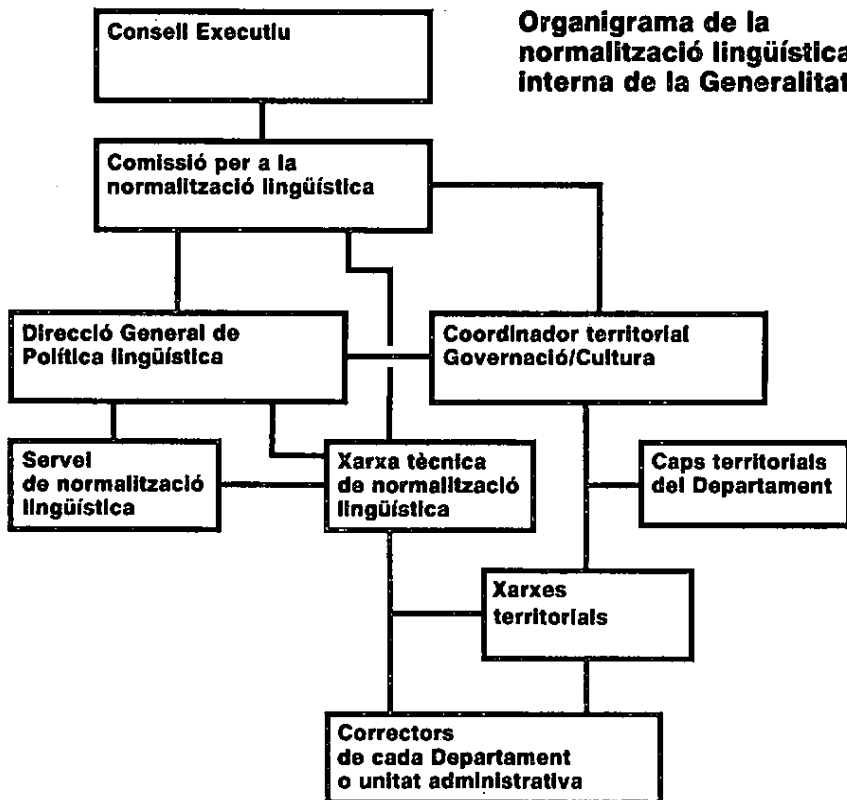 Organigrama de la
normalització lingüística
interna de la Generalitat
Consell Executiu
Comissió per a la
normalització lingüística
Direcció General de
Política lingüística
Coordinador territorial
Governació/Cultura
Servei
de normalització
lingüística
Xarxa tècnica
de normalització
lingüística
Caps territorials
del Departament
Xarxes
territorials
Correctors
de cada Departament
o unitat administrativa